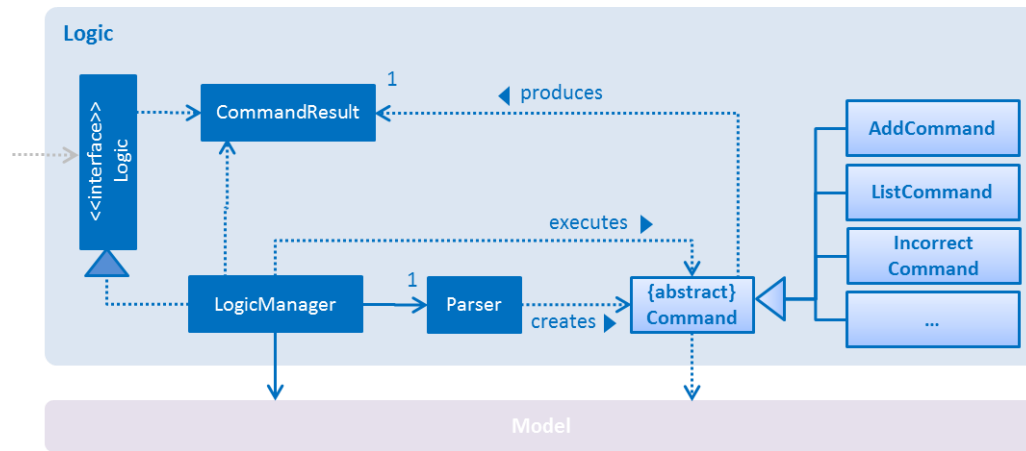 Logic
<<interface>>
Logic
CommandResult
1
produces
AddCommand
ListCommand
Incorrect
Command
...
executes
LogicManager
1
Parser
creates
{abstract}
Command
Model